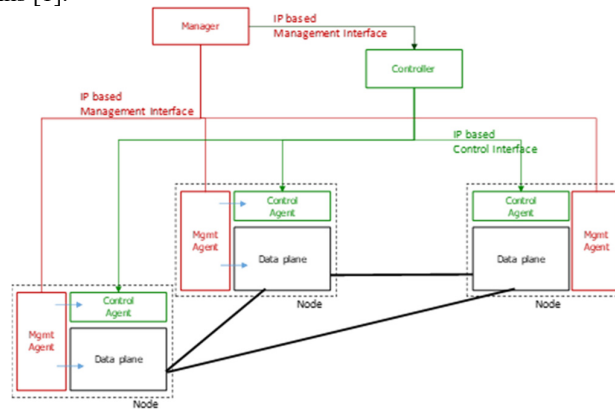 [8].
Manager
IP based
Management Interface
Controller
IP based
Management Interface
IP based
Control Interface
Control
Agent
Mgmt
Agent
Data plane
Node
Control
Agent
Data plane
Mgmt
Agent
Node
Control
Agent
Mgmt
Agent
Data plane
Node